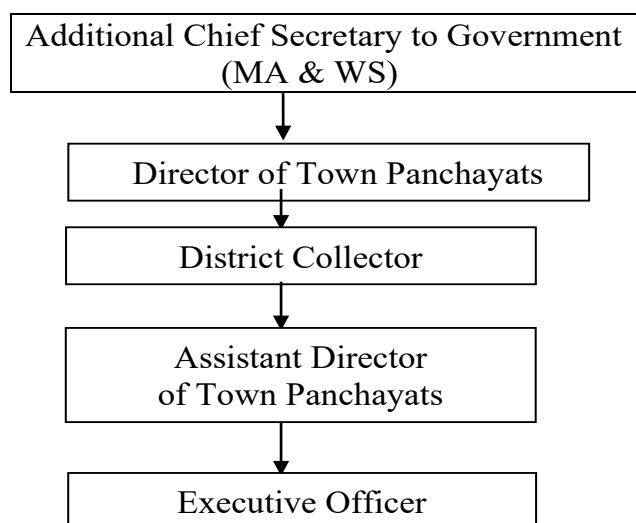 Additional Chief Secretary to Government
(MA & WS)
Director of Town Panchayats
District Collector
Assistant Director
of Town Panchayats
Executive Officer